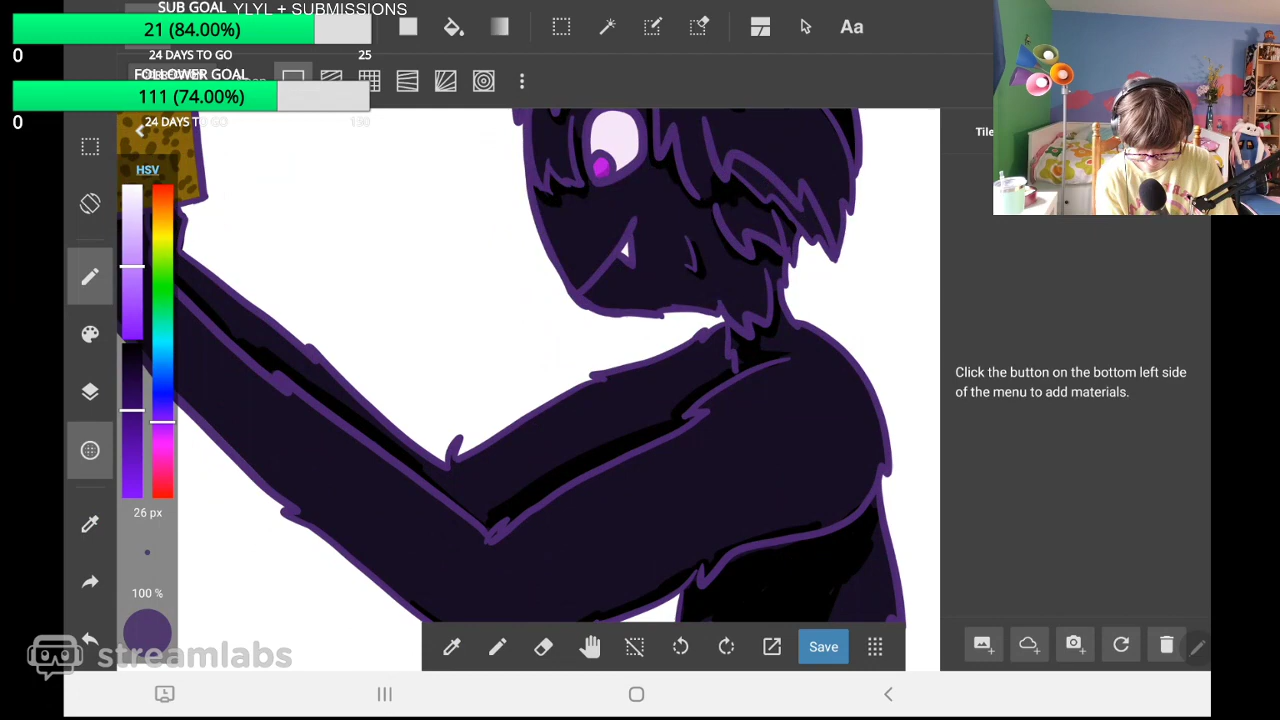 SUB GOAL
YLYL + SUBMISSIONS
21 (84.00%)
0
24 DAYS TO GO
25
FOLLOWER GOAL
111 (74.00%)
0
24 DAYS TO GO
150
Aa
HSV
26 px
100 %
Click the button on the bottom left side
of the menu to add materials.
Save
streamlabs